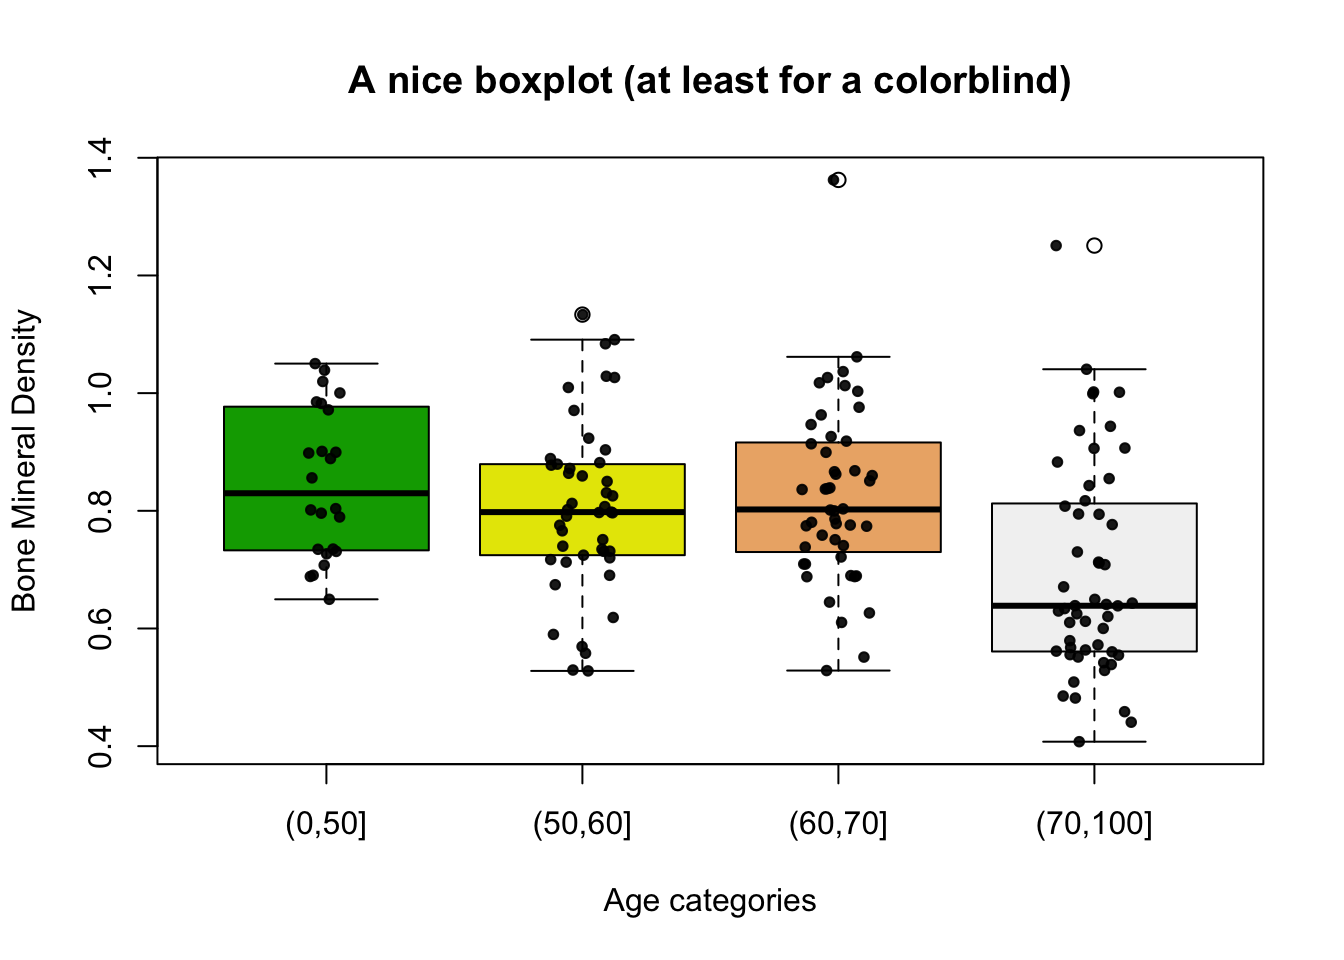 A nice boxplot (at least for a colorblind)
1.4
1.2
1.0
0.8
0.6
0.4
Bone Mineral Density
(0,50] (50,60] (60,70] (70,100]
Age categories